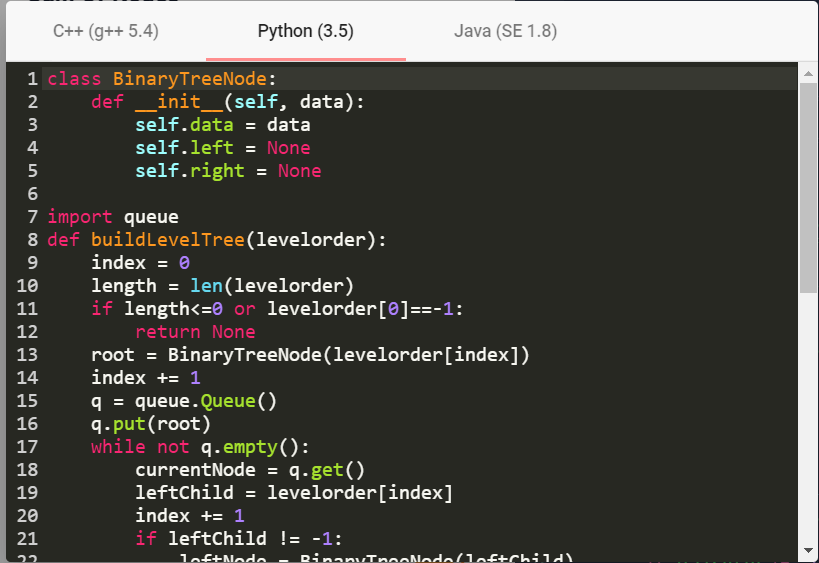 C++ (g++ 5.4) Python (3.5) Java (SE 1.8)
1 class BinaryTreeNode:
2     def __init__(self, data):
3         self.data = data
4         self.left = None
5         self.right = None
6
7 import queue
8 def buildLevelTree(levelorder):
9     index = 0
10     length = len(levelorder)
11     if length<=0 or levelorder[0]==-1:
12         return None
13     root = BinaryTreeNode(levelorder[index])
14     index += 1
15     q = queue.Queue()
16     q.put(root)
17     while not q.empty():
18         currentNode = q.get()
19         leftChild = levelorder[index]
20         index += 1
21         if leftChild != -1:
22             leftNode = BinaryTreeNode(leftChild)